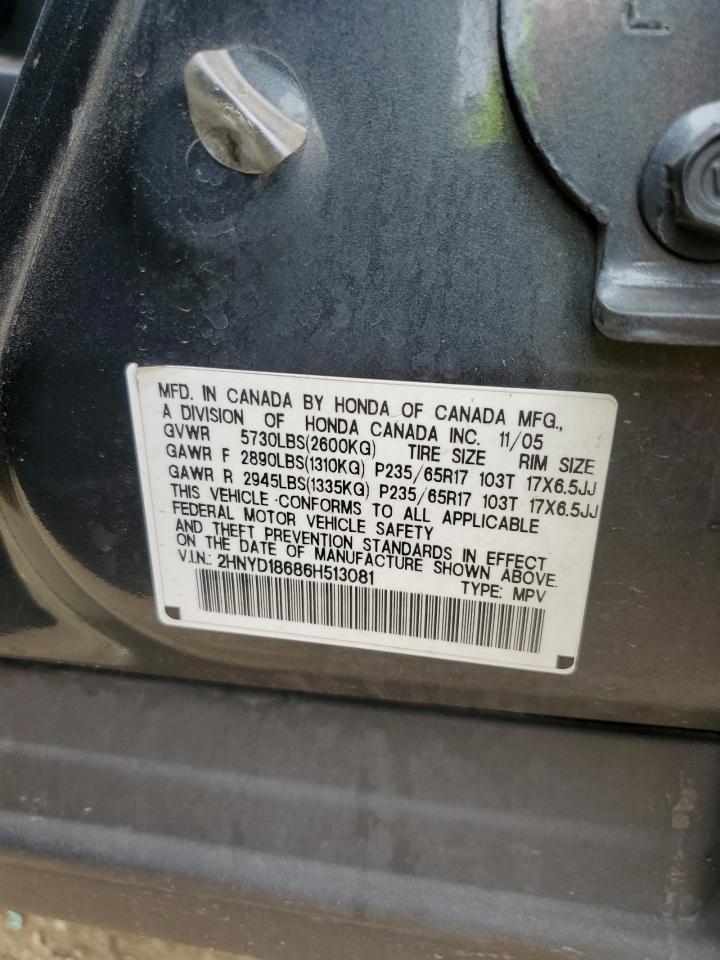 L
MFD. IN CANADA BY HONDA OF CANADA MFG.,
A DIVISION OF HONDA CANADA INC. 11/05
GVWR 5730LBS(2600KG) TIRE SIZE RIM SIZE
GAWR F 2890LBS(1310KG) P235/65R17 103T 17X6.5JJ
GAWR R 2945LBS(1335KG) P235/65R17 103T 17X6.5JJ
THIS VEHICLE CONFORMS TO ALL APPLICABLE
FEDERAL MOTOR VEHICLE SAFETY
AND THEFT PREVENTION STANDARDS IN EFFECT
ON THE DATE OF MANUFACTURE SHOWN ABOVE.
V.I.N.: 2HNYD18686H513081 TYPE: MPV